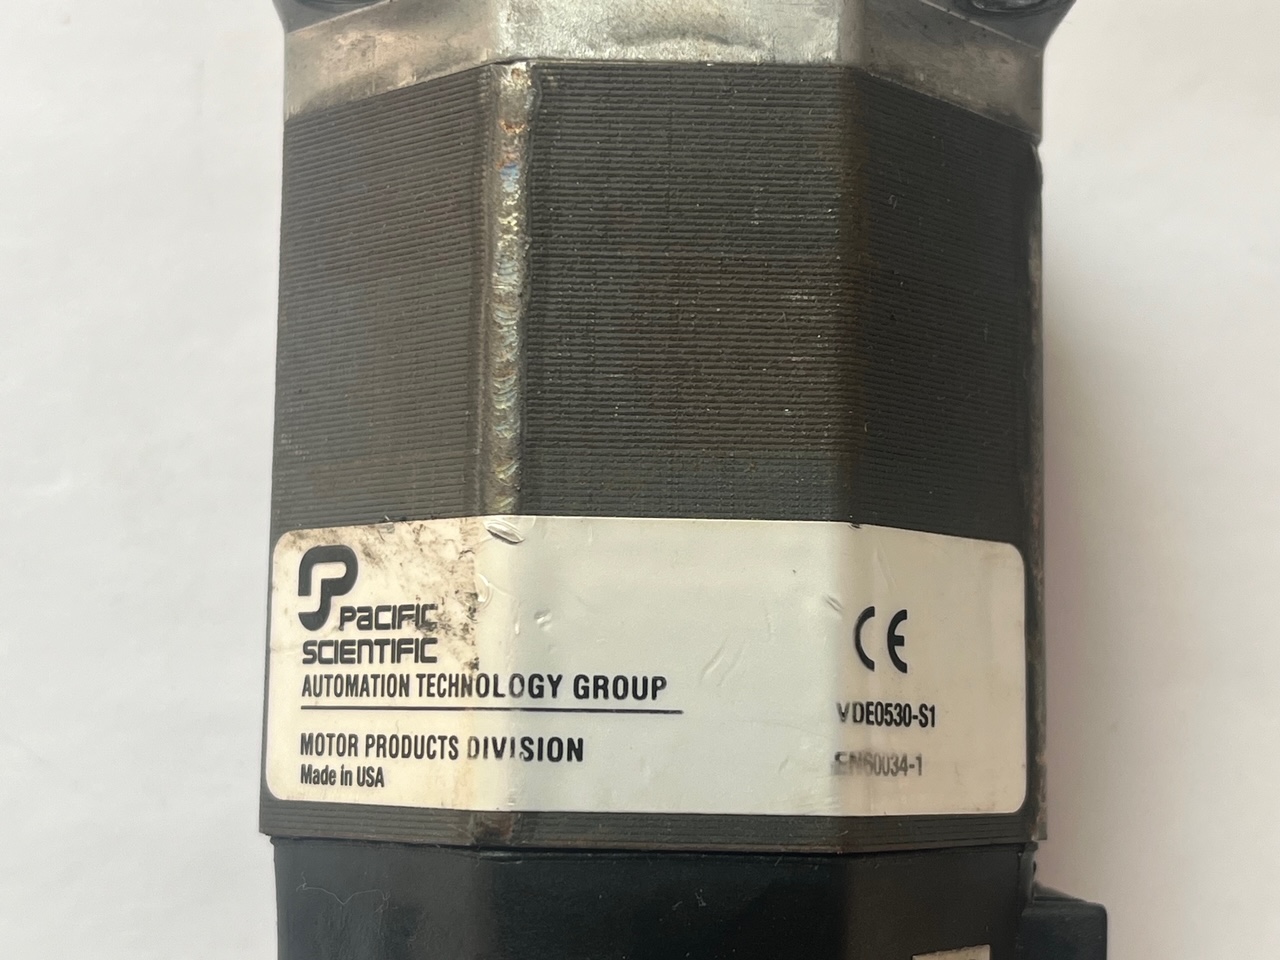 PACIFIC
SCIENTIFIC
AUTOMATION TECHNOLOGY GROUP
MOTOR PRODUCTS DIVISION
Made in USA
CE
VDE0530-S1
EN60034-1